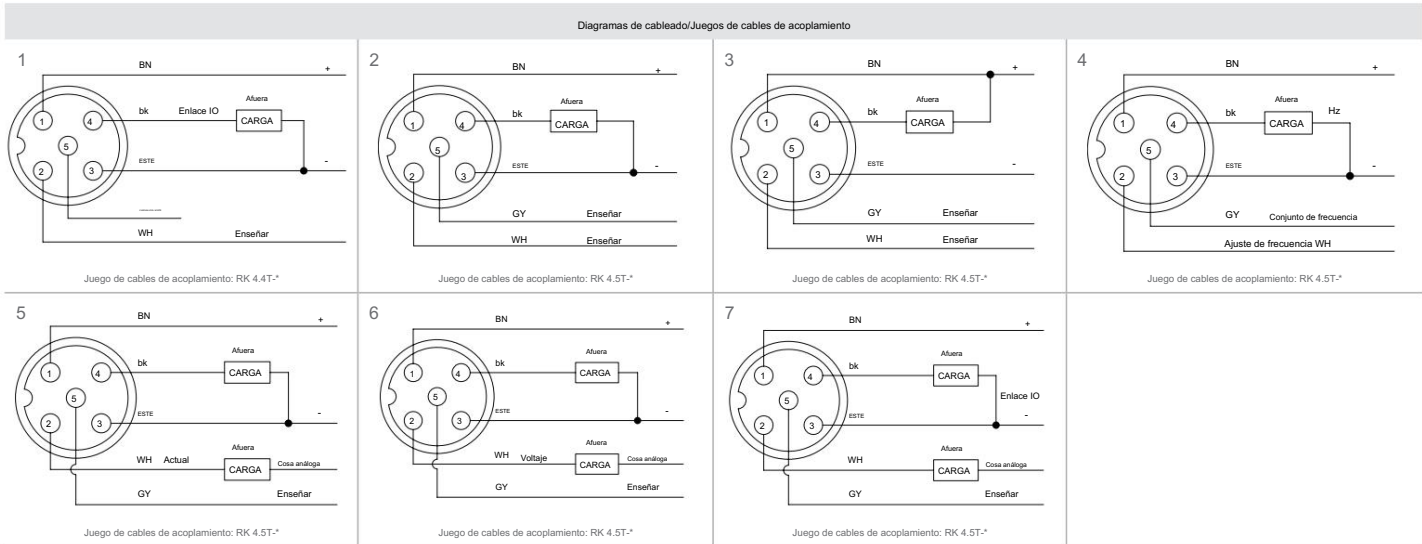 Diagramas de cableado/Juegos de cables de acoplamiento
1
BN
+
bk
Enlace IO
Afuera
CARGA
1
4
5
2
3
ESTE
-
WH
Enseñar
Juego de cables de acoplamiento: RK 4.4T-*
2
BN
+
bk
Afuera
CARGA
1
4
5
2
3
ESTE
-
GY
Enseñar
WH
Enseñar
Juego de cables de acoplamiento: RK 4.5T-*
3
BN
+
bk
Afuera
CARGA
1
4
5
2
3
ESTE
-
GY
Enseñar
WH
Enseñar
Juego de cables de acoplamiento: RK 4.5T-*
4
BN
+
bk
Afuera
CARGA
Hz
1
4
5
2
3
ESTE
-
GY
Conjunto de frecuencia
Ajuste de frecuencia WH
Juego de cables de acoplamiento: RK 4.5T-*
5
BN
+
bk
Afuera
CARGA
1
4
5
2
3
ESTE
-
WH
Actual
Afuera
CARGA
Cosa análoga
GY
Enseñar
Juego de cables de acoplamiento: RK 4.5T-*
6
BN
+
bk
Afuera
CARGA
1
4
5
2
3
ESTE
-
WH
Voltaje
Afuera
CARGA
Cosa análoga
GY
Enseñar
Juego de cables de acoplamiento: RK 4.5T-*
7
BN
+
bk
Afuera
CARGA
Enlace IO
1
4
5
2
3
ESTE
-
WH
Afuera
CARGA
Cosa análoga
GY
Enseñar
Juego de cables de acoplamiento: RK 4.5T-*